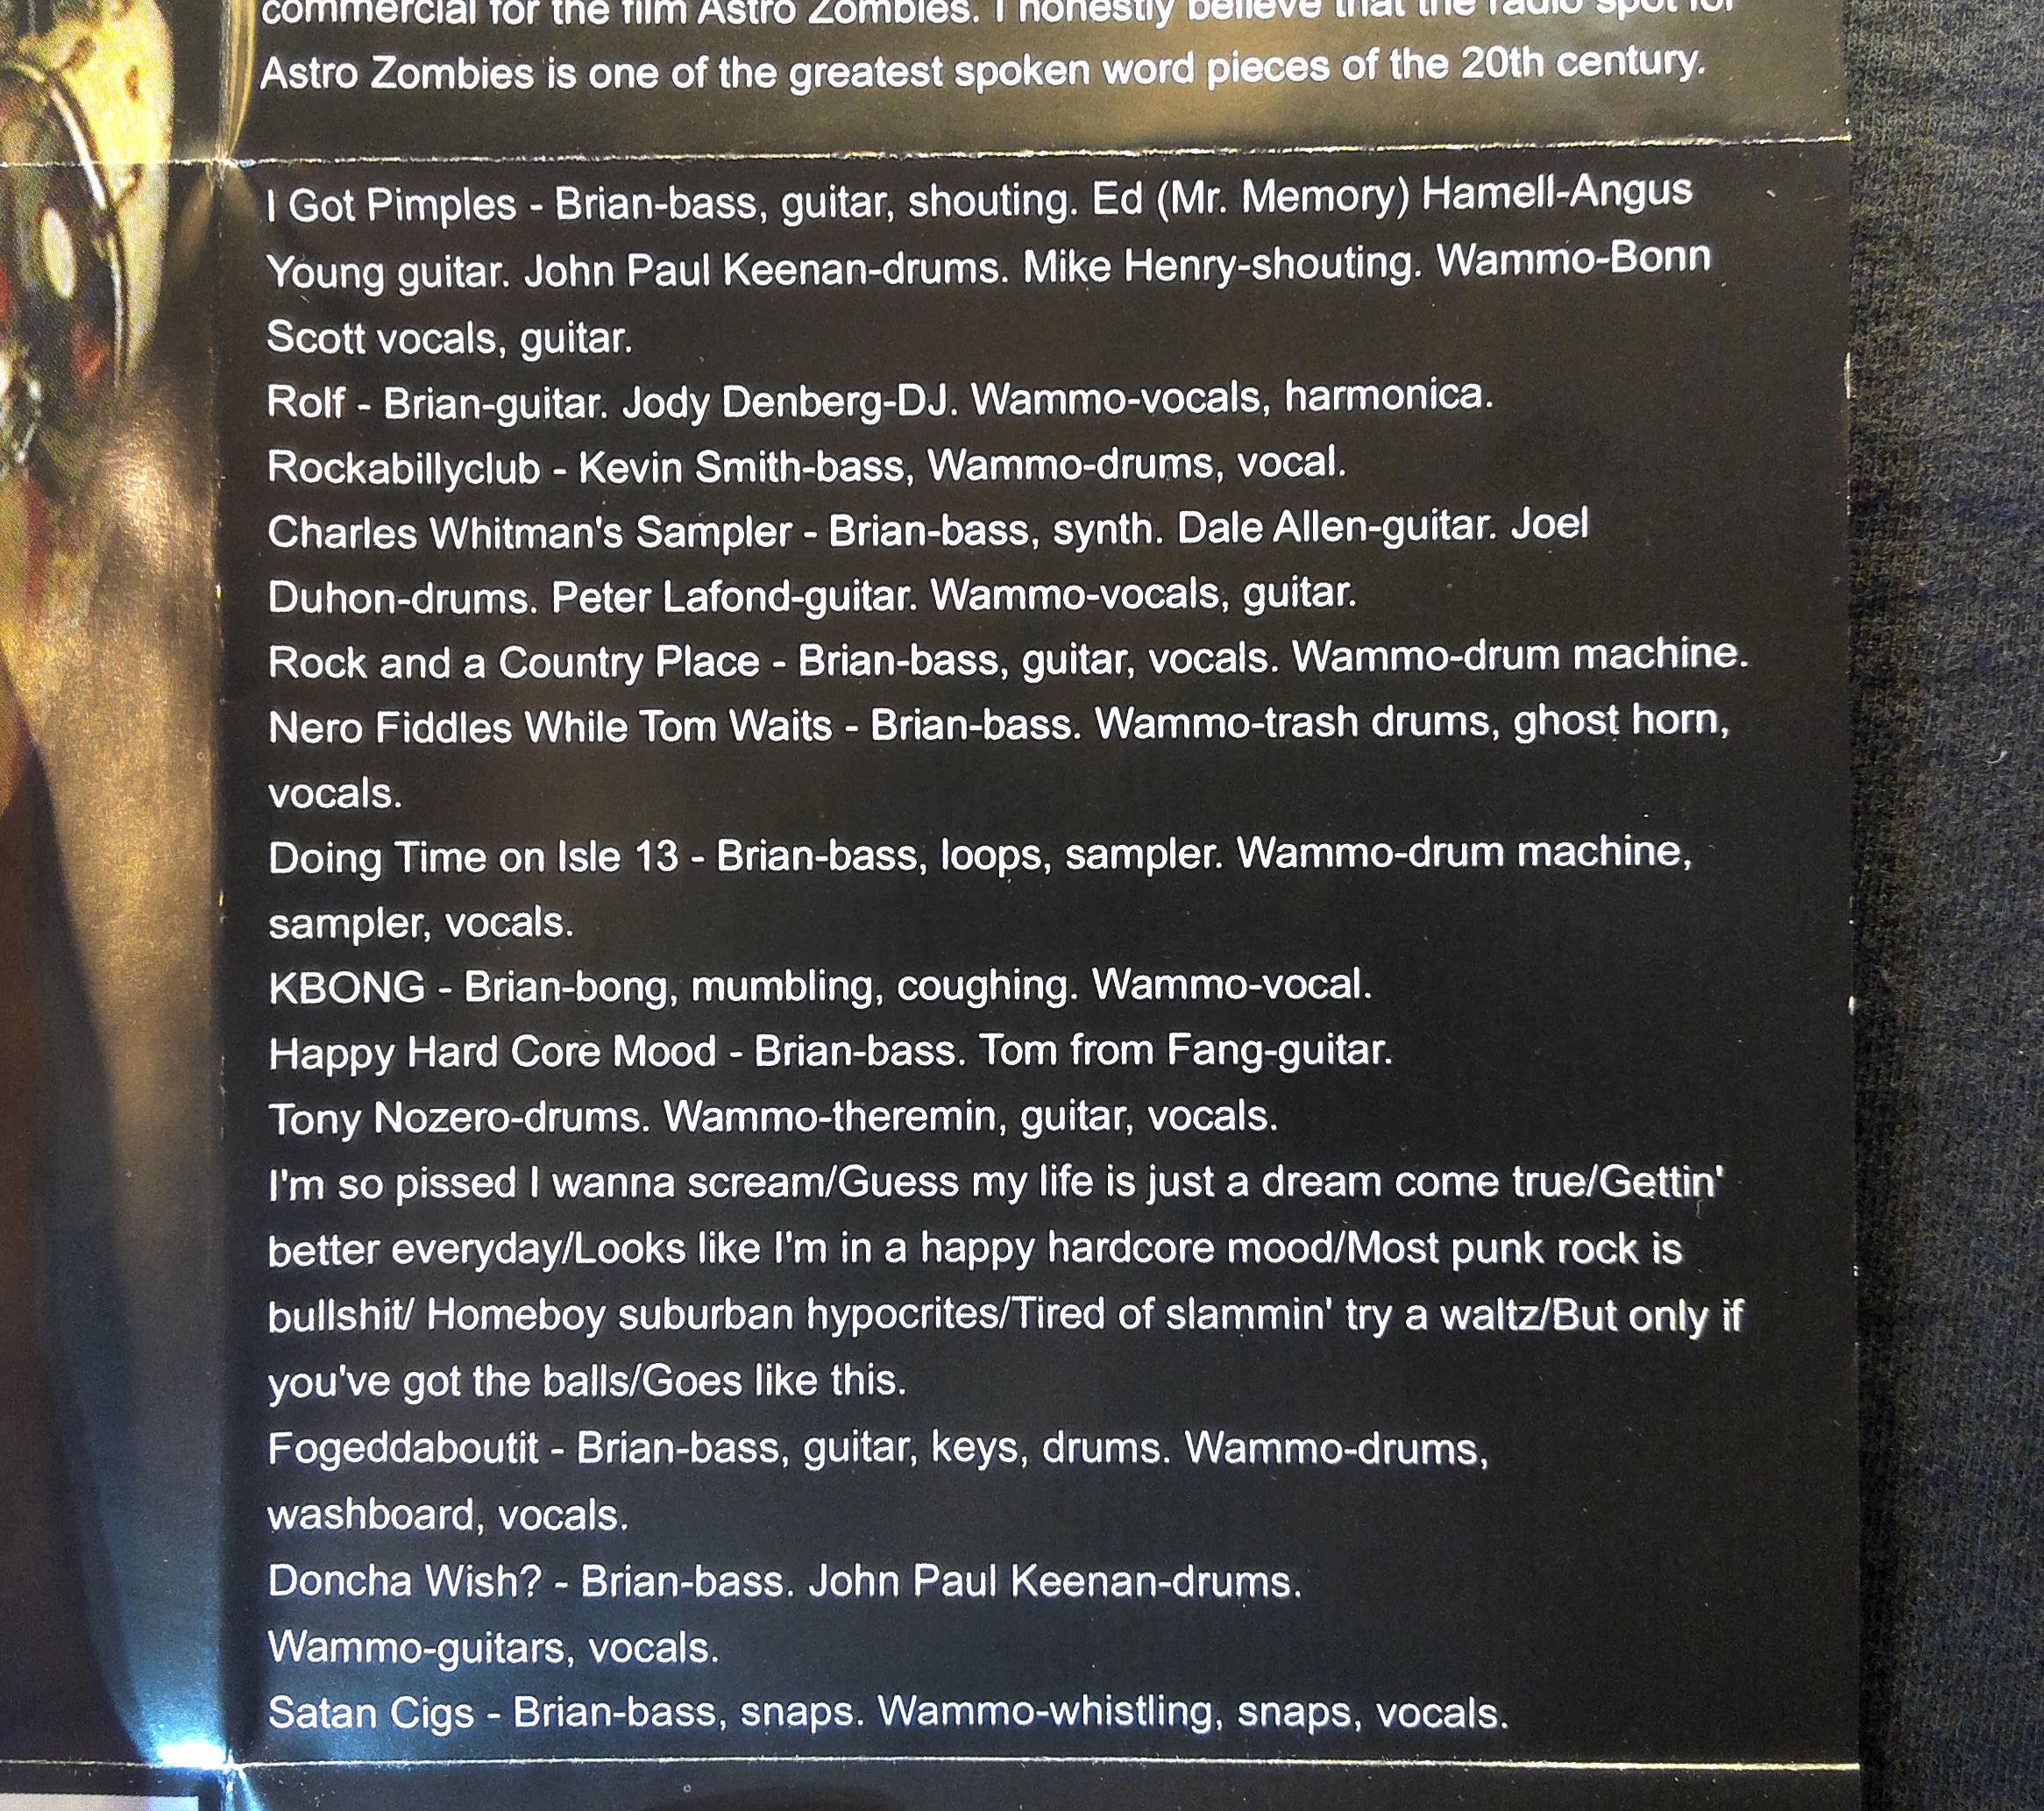 commercial for the film Astro Zombies. I honestly believe that the radio spot for
Astro Zombies is one of the greatest spoken word pieces of the 20th century.
I Got Pimples - Brian-bass, guitar, shouting. Ed (Mr. Memory) Hamell-Angus
Young guitar. John Paul Keenan-drums. Mike Henry-shouting. Wammo-Bonn
Scott vocals, guitar.
Rolf - Brian-guitar. Jody Denberg-DJ. Wammo-vocals, harmonica.
Rockabillyclub - Kevin Smith-bass, Wammo-drums, vocal.
Charles Whitman's Sampler - Brian-bass, synth. Dale Allen-guitar. Joel
Duhon-drums. Peter Lafond-guitar. Wammo-vocals, guitar.
Rock and a Country Place - Brian-bass, guitar, vocals. Wammo-drum machine.
Nero Fiddles While Tom Waits - Brian-bass. Wammo-trash drums, ghost horn,
vocals.
Doing Time on Isle 13 - Brian-bass, loops, sampler. Wammo-drum machine,
sampler, vocals.
KBONG - Brian-bong, mumbling, coughing. Wammo-vocal.
Happy Hard Core Mood - Brian-bass. Tom from Fang-guitar.
Tony Nozero-drums. Wammo-theremin, guitar, vocals.
I'm so pissed I wanna scream/Guess my life is just a dream come true/Gettin'
better everyday/Looks like I'm in a happy hardcore mood/Most punk rock is
bullshit/ Homeboy suburban hypocrites/Tired of slammin' try a waltz/But only if
you've got the balls/Goes like this.
Fogeddaboutit - Brian-bass, guitar, keys, drums. Wammo-drums,
washboard, vocals.
Doncha Wish? - Brian-bass. John Paul Keenan-drums.
Wammo-guitars, vocals.
Satan Cigs - Brian-bass, snaps. Wammo-whistling, snaps, vocals.